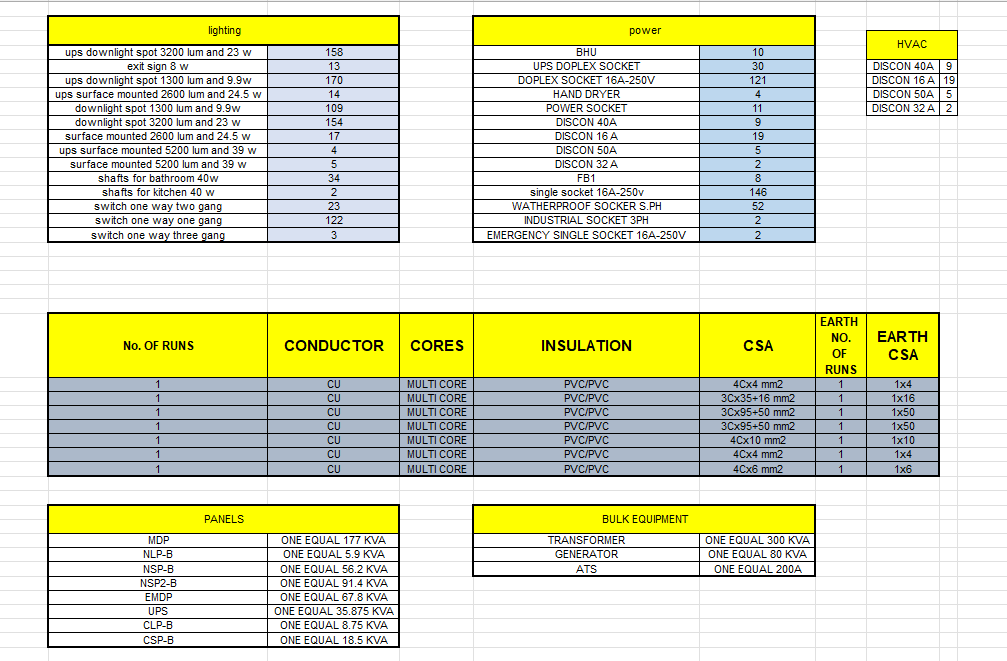 lighting
ups downlight spot 3200 lum and 23 w 158
exit sign 8 w 13
ups downlight spot 1300 lum and 9.9w 170
ups surface mounted 2600 lum and 24.5 w 14
downlight spot 1300 lum and 9.9w 109
downlight spot 3200 lum and 23 w 154
surface mounted 2600 lum and 24.5 w 17
ups surface mounted 5200 lum and 39 w 4
surface mounted 5200 lum and 39 w 5
shafts for bathroom 40w 34
shafts for kitchen 40 w 2
switch one way two gang 23
switch one way one gang 122
switch one way three gang 3
power
BHU 10
UPS DOPLEX SOCKET 30
DOPLEX SOCKET 16A-250V 121
HAND DRYER 4
POWER SOCKET 11
DISCON 40A 9
DISCON 16 A 19
DISCON 50A 5
DISCON 32 A 2
FB1 8
single socket 16A-250v 146
WATHERPROOF SOCKER S.PH 52
INDUSTRIAL SOCKET 3PH 2
EMERGENCY SINGLE SOCKET 16A-250V 2
HVAC
DISCON 40A 9
DISCON 16 A 19
DISCON 50A 5
DISCON 32 A 2
No. OF RUNS CONDUCTOR CORES INSULATION CSA EARTH NO. OF RUNS EARTH CSA
1 CU MULTI CORE PVC/PVC 4Cx4 mm2 1 1x4
1 CU MULTI CORE PVC/PVC 3Cx35+16 mm2 1 1x16
1 CU MULTI CORE PVC/PVC 3Cx95+50 mm2 1 1x50
1 CU MULTI CORE PVC/PVC 3Cx95+50 mm2 1 1x50
1 CU MULTI CORE PVC/PVC 4Cx10 mm2 1 1x10
1 CU MULTI CORE PVC/PVC 4Cx4 mm2 1 1x4
1 CU MULTI CORE PVC/PVC 4Cx6 mm2 1 1x6
PANELS
MDP ONE EQUAL 177 KVA
NLP-B ONE EQUAL 5.9 KVA
NSP-B ONE EQUAL 56.2 KVA
NSP2-B ONE EQUAL 91.4 KVA
EMDP ONE EQUAL 67.8 KVA
UPS ONE EQUAL 35.875 KVA
CLP-B ONE EQUAL 8.75 KVA
CSP-B ONE EQUAL 18.5 KVA
BULK EQUIPMENT
TRANSFORMER ONE EQUAL 300 KVA
GENERATOR ONE EQUAL 80 KVA
ATS ONE EQUAL 200A